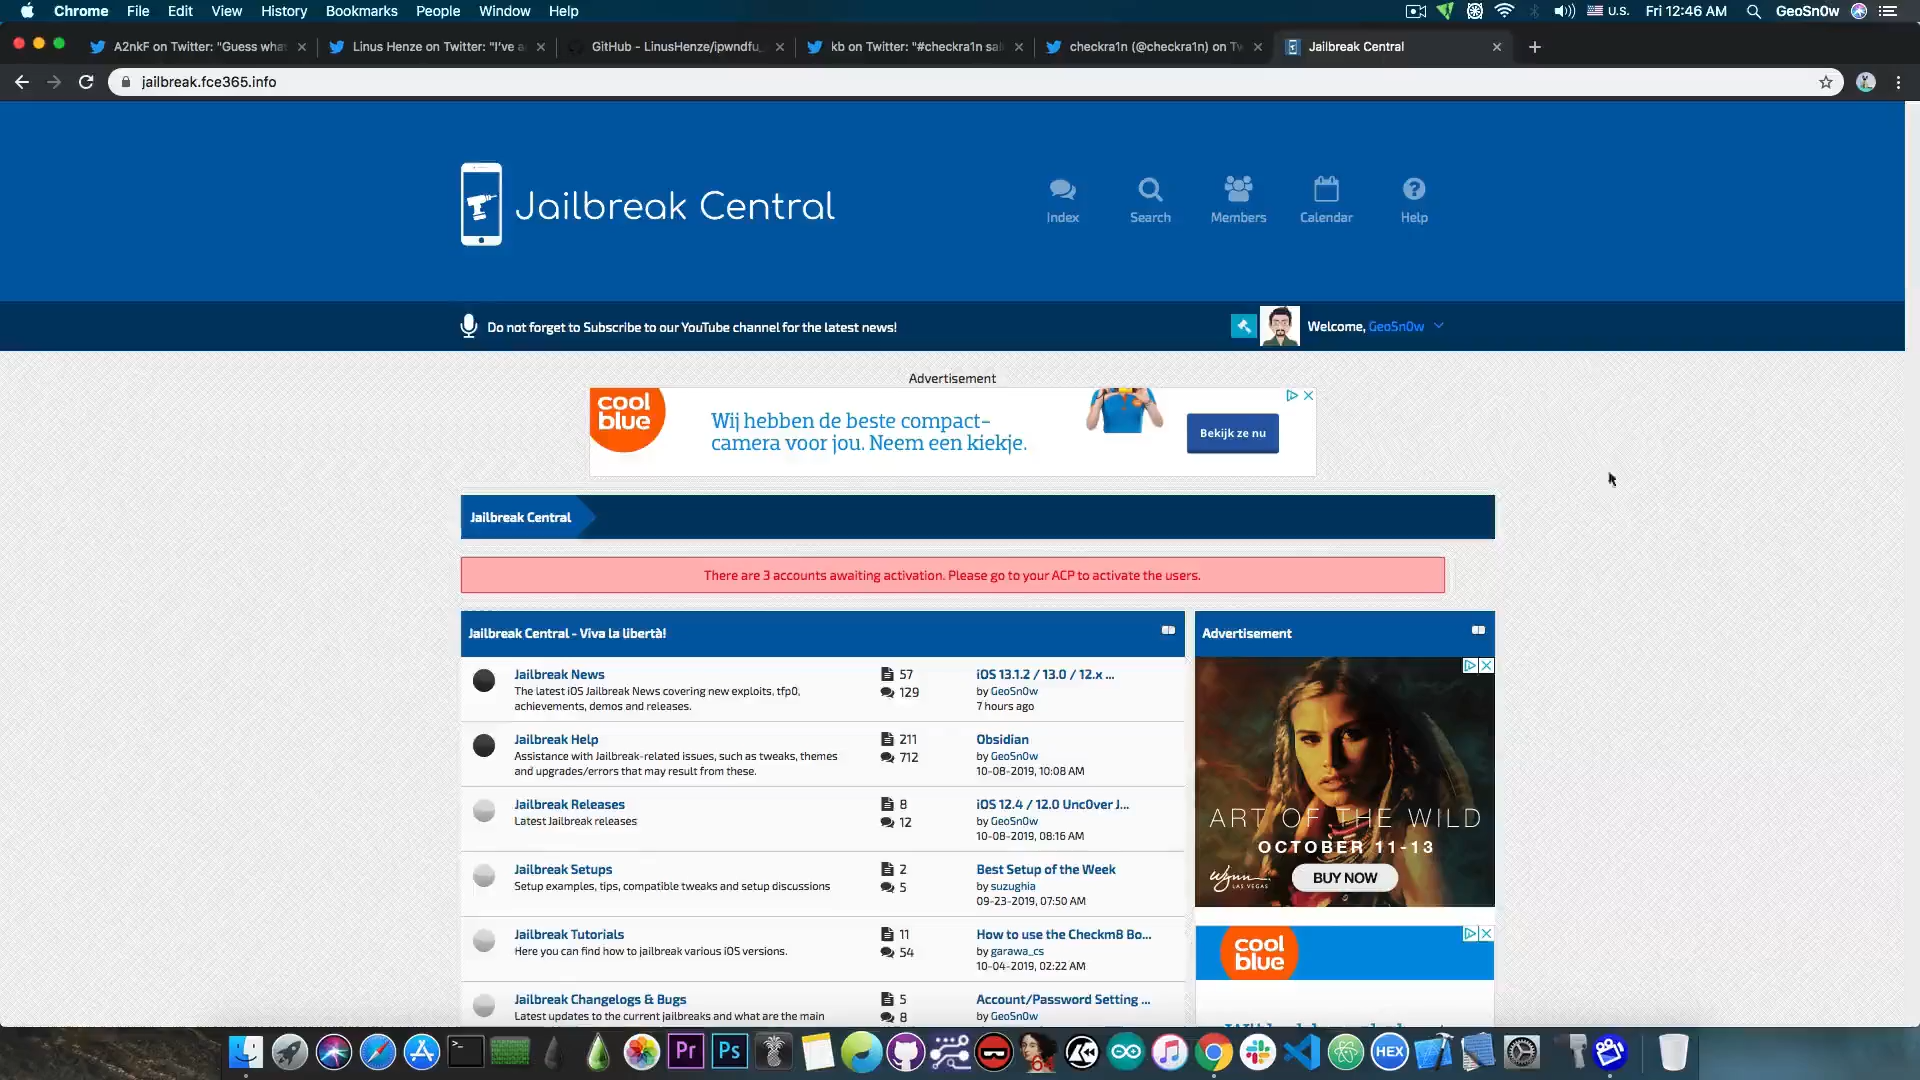 Chrome File Edit View History Bookmarks People Window Help U.S. Fri 12:46 AM GeoSn0w
A2nkF on Twitter: "Guess wha Linus Henze on Twitter: "I've a GitHub - LinusHenze/ipwndfu_ kb on Twitter: "#checkra1n sal checkra1n (@checkra1n) on Tw Jailbreak Central
jailbreak.fce365.info
Jailbreak Central
Index Search Members Calendar Help
Do not forget to Subscribe to our YouTube channel for the latest news!
Welcome, GeoSn0w
Advertisement
cool
blue
Wij hebben de beste compact-
camera voor jou. Neem een kiekje.
Bekijk ze nu
Jailbreak Central
There are 3 accounts awaiting activation. Please go to your ACP to activate the users.
Jailbreak Central - Viva la libertà!
Jailbreak News
The latest iOS Jailbreak News covering new exploits, tfp0,
achievements, demos and releases.
57
129
iOS 13.1.2 / 13.0 / 12.x ...
by GeoSn0w
7 hours ago
Jailbreak Help
Assistance with Jailbreak-related issues, such as tweaks, themes
and upgrades/errors that may result from these.
211
712
Obsidian
by GeoSn0w
10-08-2019, 10:08 AM
Jailbreak Releases
Latest Jailbreak releases
8
12
iOS 12.4 / 12.0 Unc0ver J...
by GeoSn0w
10-08-2019, 08:16 AM
Jailbreak Setups
Setup examples, tips, compatible tweaks and setup discussions
2
5
Best Setup of the Week
by suzughia
09-23-2019, 07:50 AM
Jailbreak Tutorials
Here you can find how to jailbreak various iOS versions.
11
54
How to use the Checkm8 Bo...
by garawa_cs
10-04-2019, 02:22 AM
Jailbreak Changelogs & Bugs
Latest updates to the current jailbreaks and what are the main
5
8
Account/Password Setting ...
by GeoSn0w
Advertisement
ART OF THE WILD
OCTOBER 11-13
Wynn
LAS VEGAS
BUY NOW
cool
blue
Pr Ps HEX